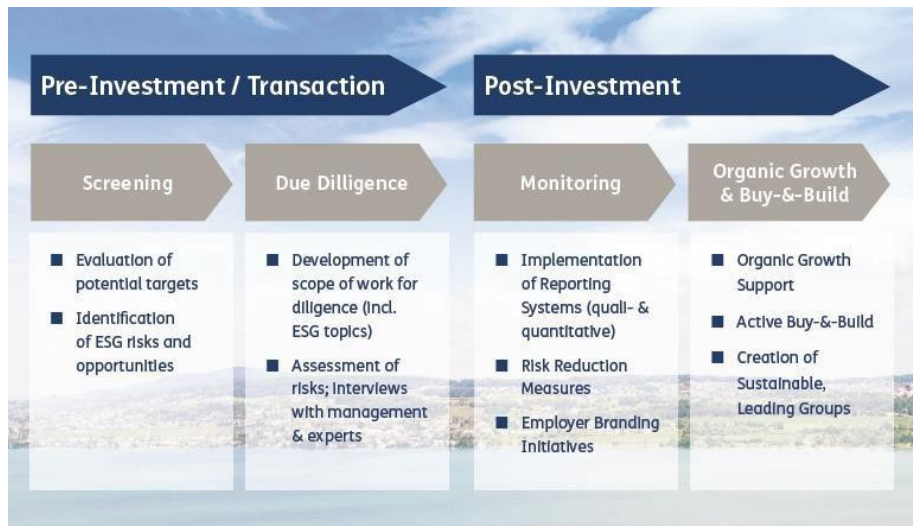 Pre-Investment / Transaction
Post-Investment
Screening
Due Dilligence
Monitoring
Organic Growth
& Buy-&-Build
■ Evaluation of
potential targets
■ Identification
of ESG risks and
opportunities
■ Development of
scope of work for
diligence (incl.
ESG topics)
■ Assessment of
risks; interviews
with management
& experts
■ Implementation
of Reporting
Systems (quali- &
quantitative)
■ Risk Reduction
Measures
■ Employer Branding
Initiatives
■ Organic Growth
Support
■ Active Buy-&-Build
■ Creation of
Sustainable,
Leading Groups